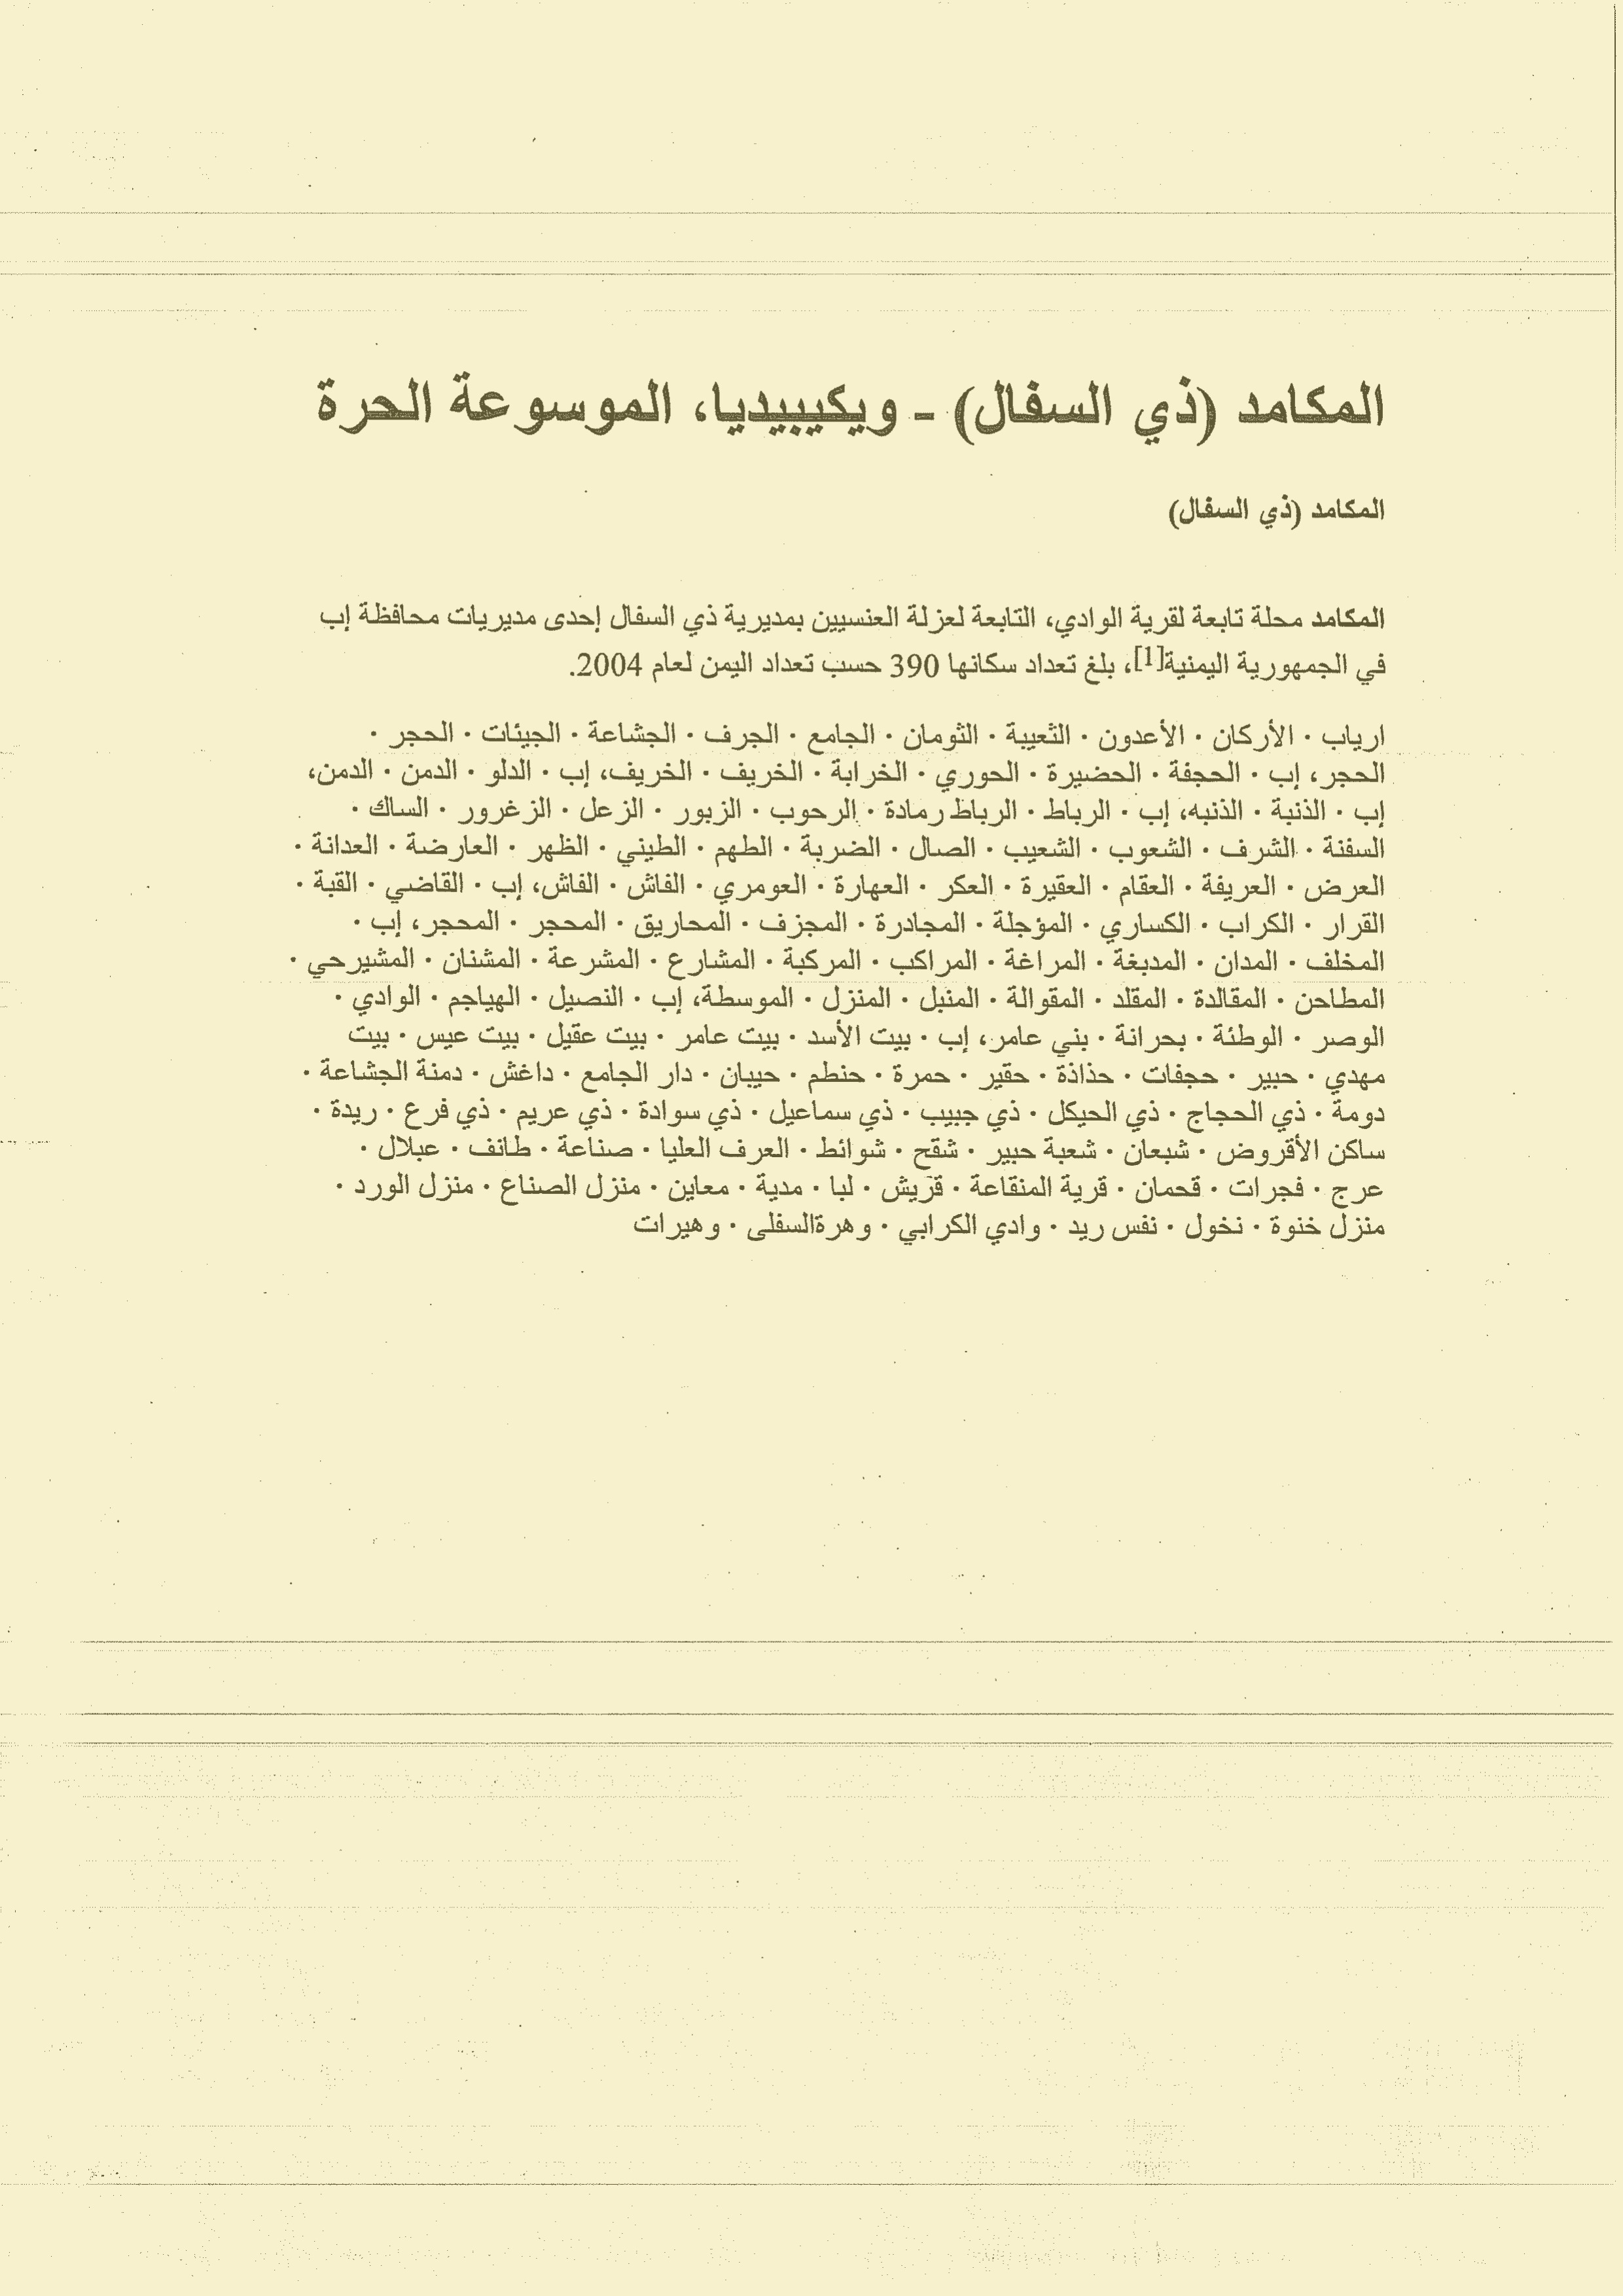 المكامد (ذي السفال) - ويكيبيديا، الموسوعة الحرة
المكامد (ذي السفال)
المكامد محلة تابعة لقرية الوادي، التابعة لعزلة العنسيين بمديرية ذي السفال إحدى مديريات محافظة إب
في الجمهورية اليمنية[1]، بلغ تعداد سكانها 390 حسب تعداد اليمن لعام 2004.
ارياب · الأركان · الأعدون · الثعيبة · الثومان · الجامع · الجرف · الجشاعة · الجيئات · الحجر ·
الحجر، إب · الحجفة · الحضيرة · الحوري · الخرابة · الخريف · الخريف، إب · الدلو · الدمن · الدمن،
إب · الذنبة · الذنبه، إب · الرباط · الرباط رمادة · الرحوب · الزبور · الزعل · الزغرور · الساك ·
السفنة · الشرف · الشعوب · الشعيب · الصال · الضربة · الطهم · الطيني · الظهر · العارضة · العدانة ·
العرض · العريفة · العقام · العقيرة · العكر · العهارة · العومري · الفاش · الفاش، إب · القاضي · القبة ·
القرار · الكراب · الكساري · المؤجلة · المجادرة · المجزف · المحاريق · المحجر · المحجر، إب ·
المخلف · المدان · المدبغة · المراغة · المراكب · المركبة · المشارع · المشرعة · المشنان · المشيرحي ·
المطاحن · المقالدة · المقلد · المقوالة · المنبل · المنزل · الموسطة، إب · النصيل · الهياجم · الوادي ·
الوصر · الوطئة · بحرانة · بني عامر، إب · بيت الأسد · بيت عامر · بيت عقيل · بيت عيس · بيت
مهدي · حبير · حجفات · حذاذة · حقير · حمرة · حنطم · حيبان · دار الجامع · داغش · دمنة الجشاعة ·
دومة · ذي الحجاج · ذي الحيكل · ذي جبيب · ذي سماعيل · ذي سوادة · ذي عريم · ذي فرع · ريدة ·
ساكن الأقروض · شبعان · شعبة حبير · شقح · شوائط · العرف العليا · صناعة · طانف · عبلال ·
عرج · فجرات · قحمان · قرية المنقاعة · قريش · لبا · مدية · معاين · منزل الصناع · منزل الورد ·
منزل خنوة · نخول · نفس ريد · وادي الكرابي · وهرةالسفلى · وهيرات